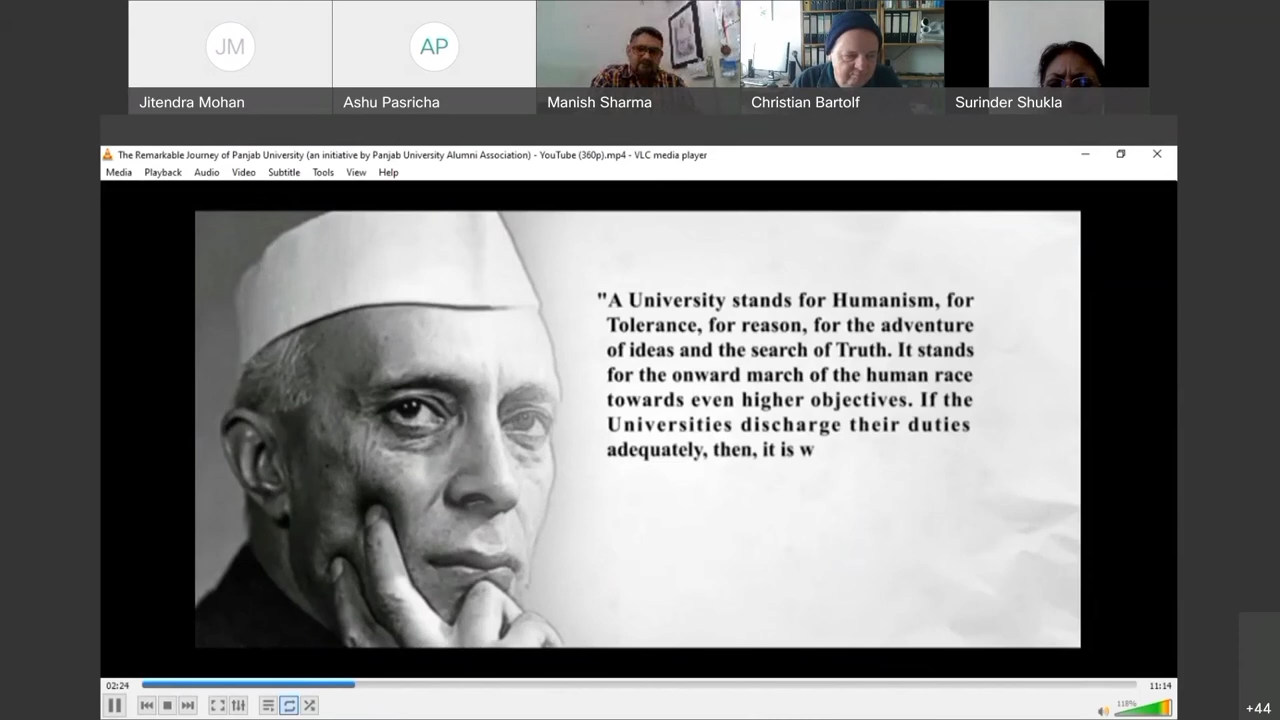 JM
AP
Jitendra Mohan
Ashu Pasricha
Manish Sharma
Christian Bartolf
Surinder Shukla
The Remarkable Journey of Panjab University (an initiative by Panjab University Alumni Association) - YouTube (360p).mp4 - VLC media player
Media Playback Audio Video Subtitle Tools View Help
"A University stands for Humanism, for
Tolerance, for reason, for the adventure
of ideas and the search of Truth. It stands
for the onward march of the human race
towards even higher objectives. If the
Universities discharge their duties
adequately, then, it is w
02:24
11:14
118%
+44